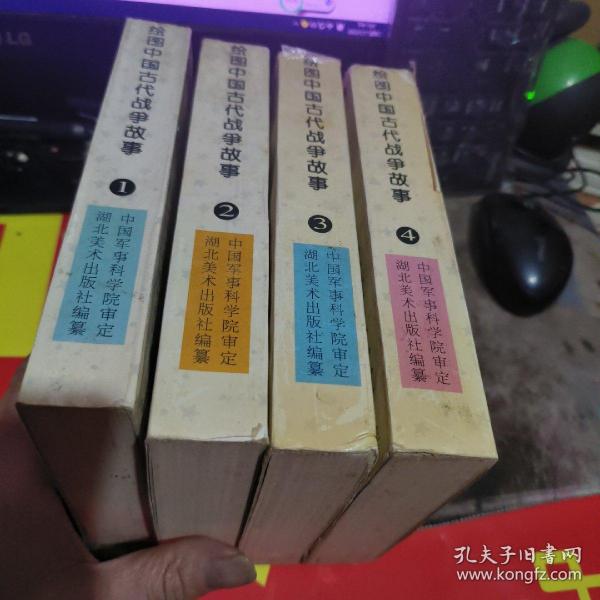 LG
绘图中国古代战争故事
1
中国军事科学院审定
湖北美术出版社编纂
绘图中国古代战争故事
2
中国军事科学院审定
湖北美术出版社编纂
绘图中国古代战争故事
3
中国军事科学院审定
湖北美术出版社编纂
绘图中国古代战争故事
4
中国军事科学院审定
湖北美术出版社编纂
孔夫子旧书网
www.kongfz.com